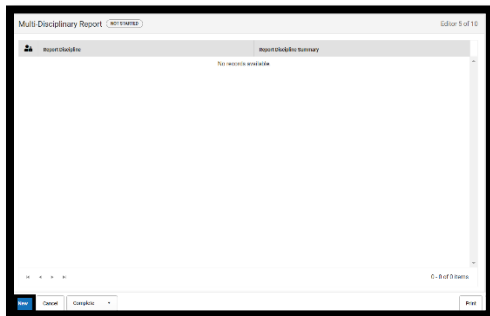 Multi-Disciplinary Report NOT STARTED Editor 5 of 10
Report Discipline Report Discipline Summary
No records available
0 - 0 of 0 items
New Cancel Complete Print